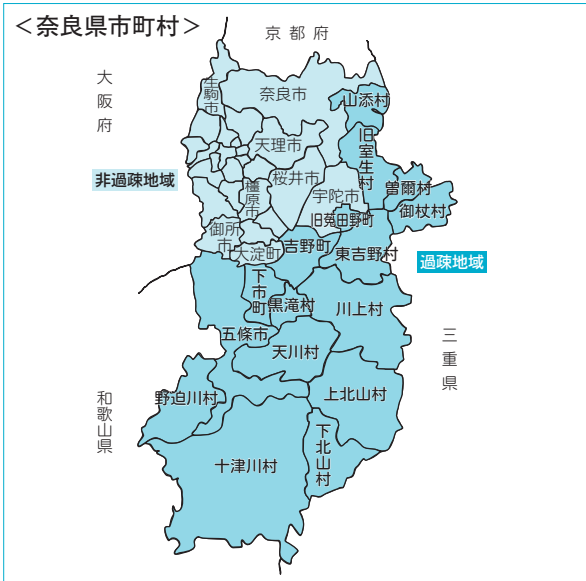 ＜奈良県市町村＞
京都府
大阪府
生駒市
奈良市
山添村
天理市
旧室生村
非過疎地域
橿原市
桜井市
宇陀市
曽爾村
御杖村
旧菟田野町
御所市
大淀町
吉野町
東吉野村
過疎地域
下市町
黒滝村
川上村
五條市
天川村
三重県
野迫川村
上北山村
和歌山県
下北山村
十津川村